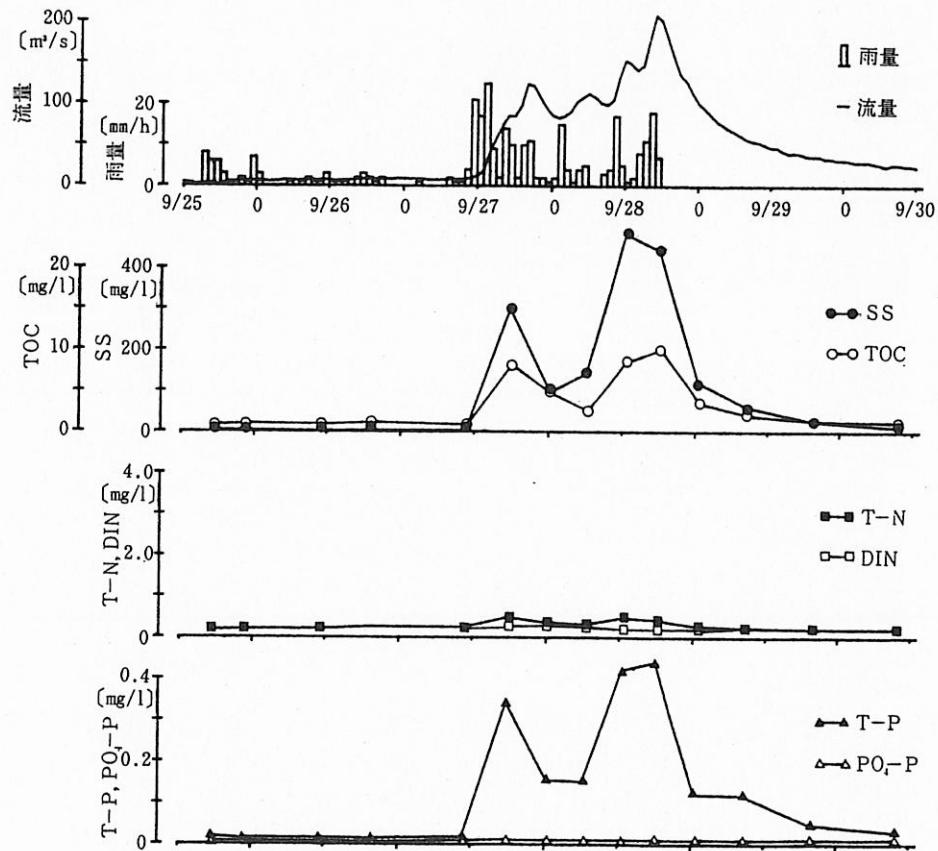 200
[m³/s]
100
0
流量
20
[mm/h]
0
雨量
雨量
流量
9/25 0 9/26 0 9/27 0 9/28 0 9/29 0 9/30
20
[mg/l]
10
0
TOC
400
[mg/l]
200
0
SS
SS
TOC
4.0
[mg/l]
2.0
0
T-N, DIN
T-N
DIN
0.4
[mg/l]
0.2
0
T-P, PO₄-P
T-P
PO₄-P